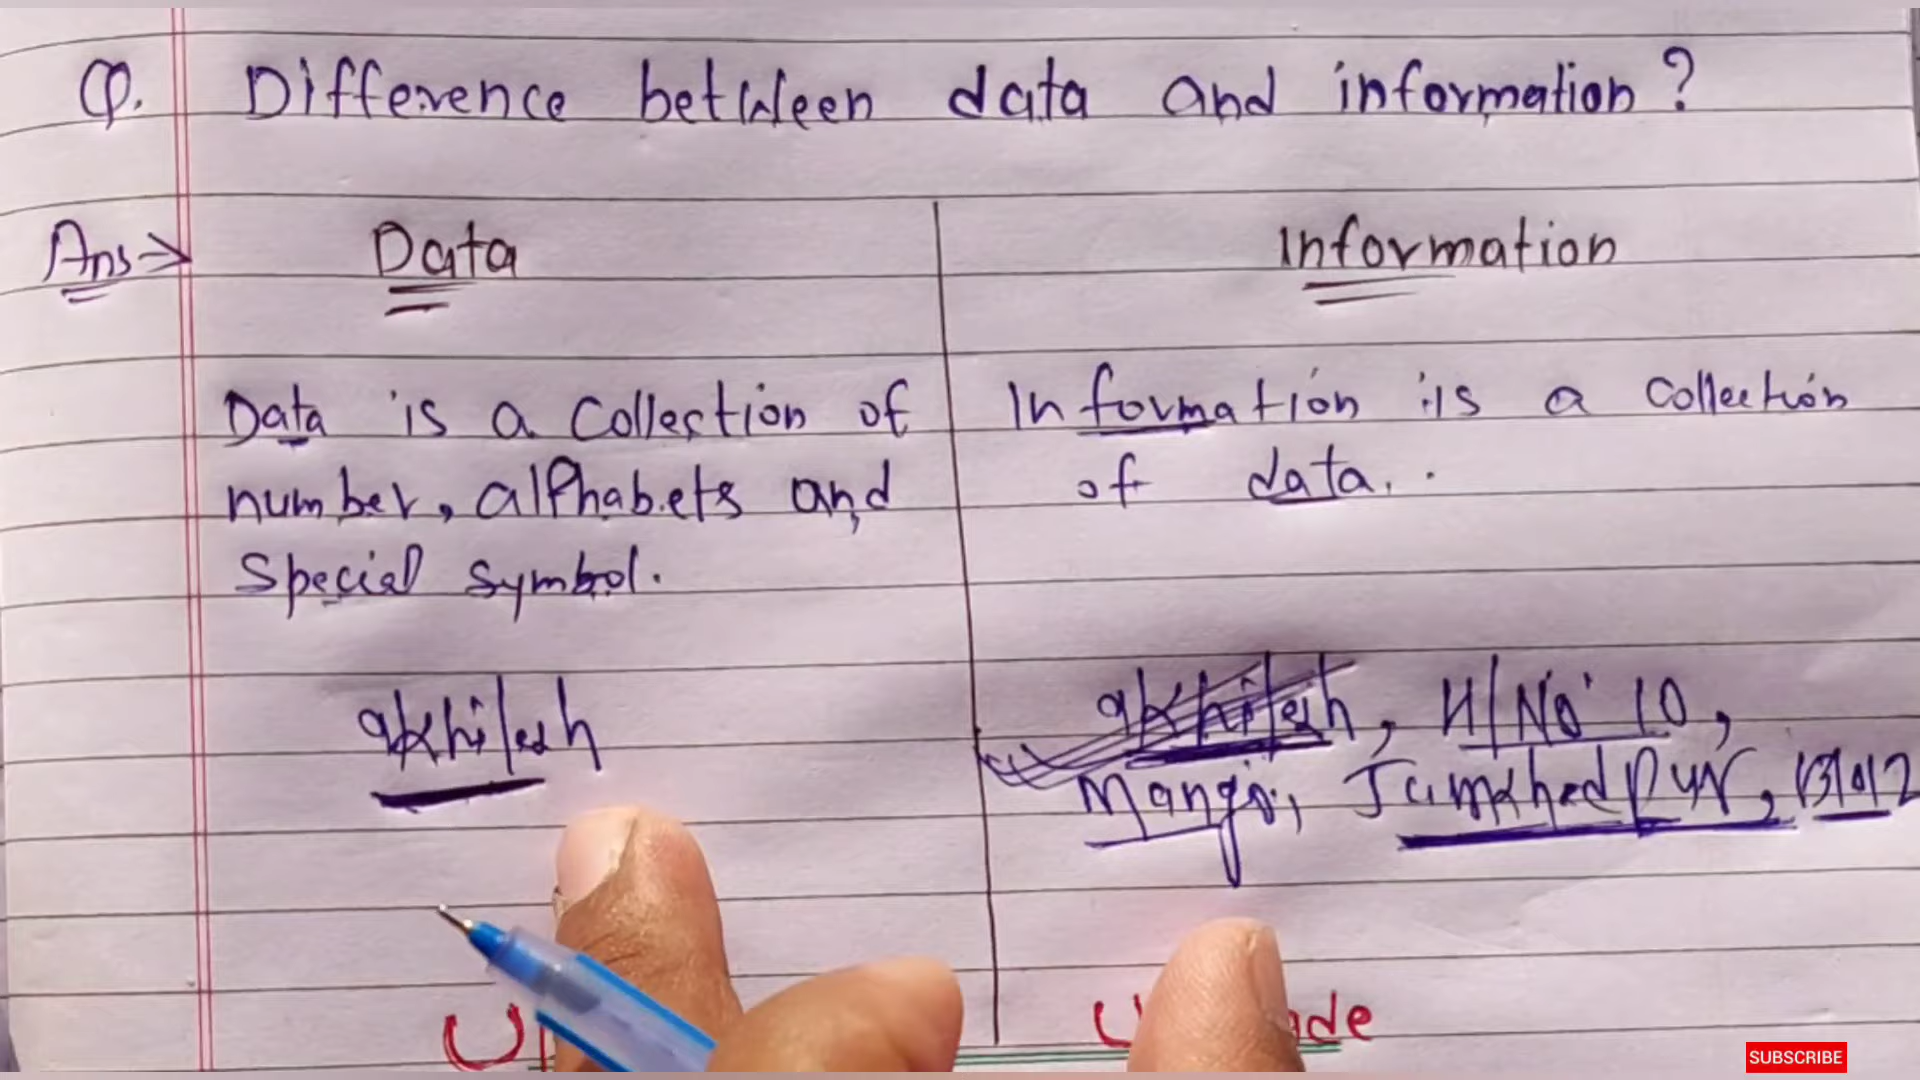 Q. Difference between data and information?
Ans→ Data Information
Data is a collection of
number, alphabets and
special symbol.
Information is a collection
of data.
akhilesh
akhilesh, H/No 10,
Mango, Jamshedpur,
SUBSCRIBE